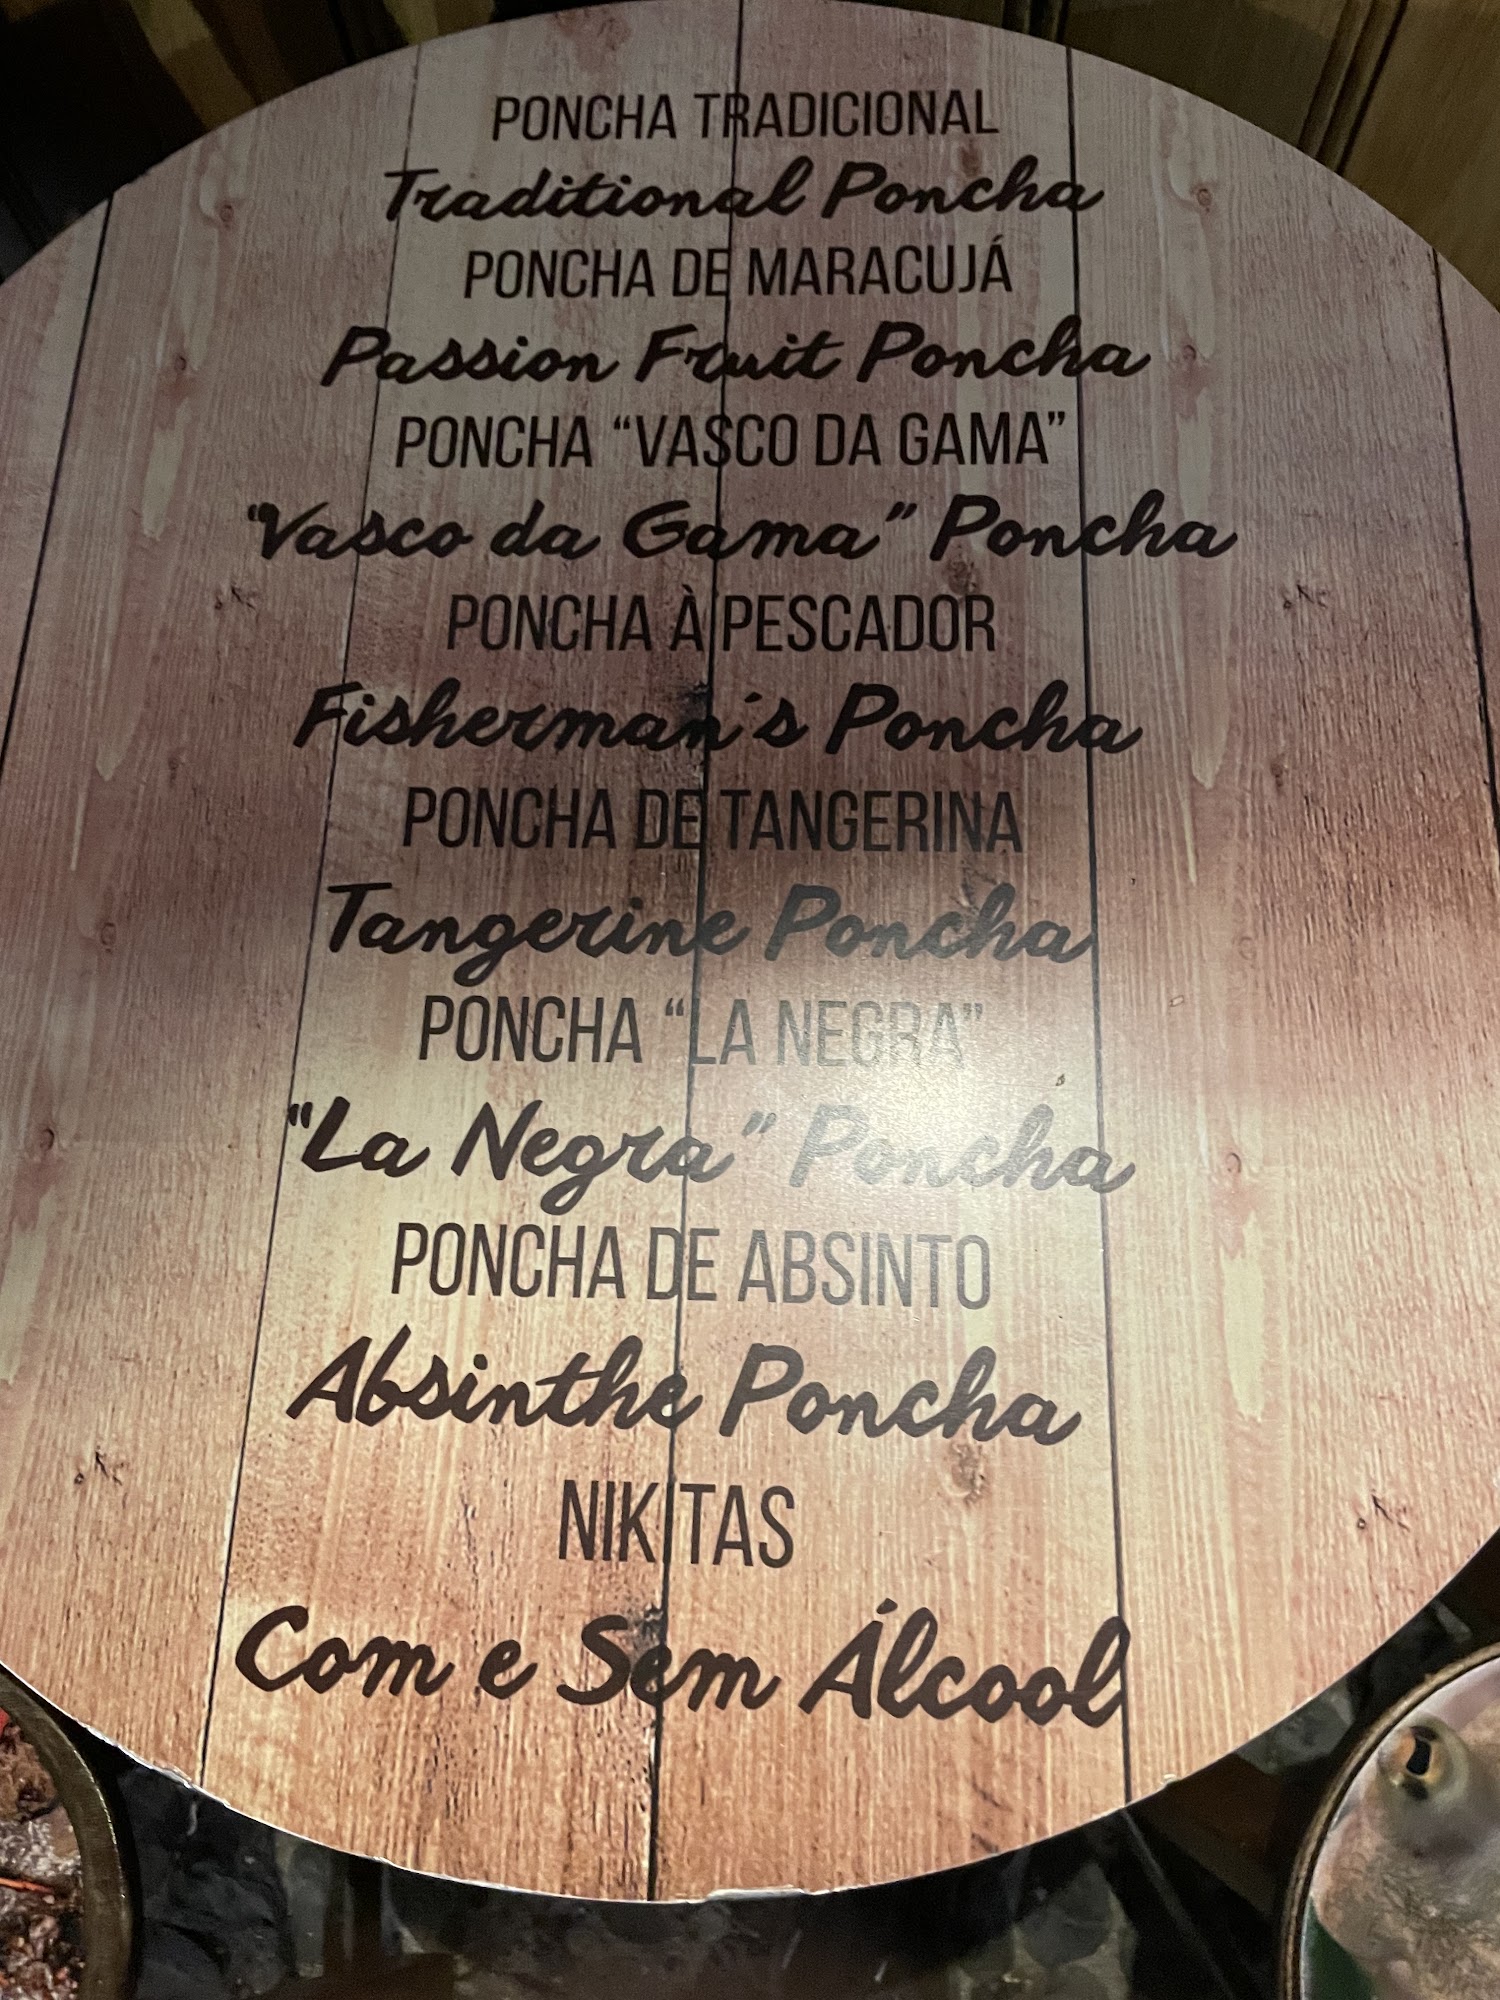 PONCHA TRADICIONAL
Traditional Poncha
PONCHA DE MARACUJÁ
Passion Fruit Poncha
PONCHA “VASCO DA GAMA”
"Vasco da Gama" Poncha
PONCHA À PESCADOR
Fisherman´s Poncha
PONCHA DE TANGERINA
Tangerine Poncha
PONCHA “LA NEGRA”
"La Negra" Poncha
PONCHA DE ABSINTO
Absinthe Poncha
NIKITAS
Com e Sem Álcool